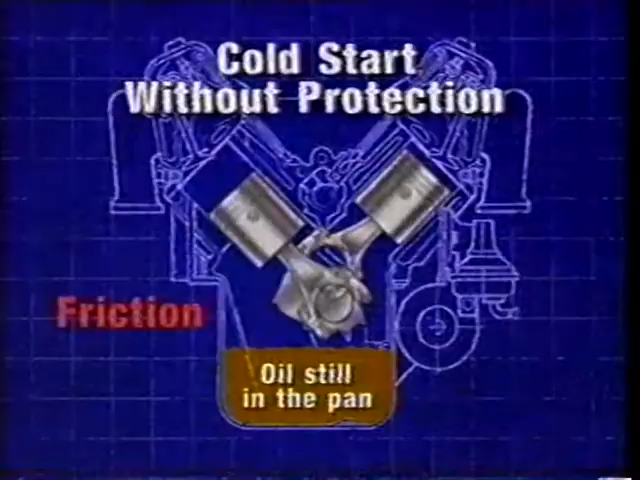 Cold Start
Without Protection
Friction
Oil still
in the pan